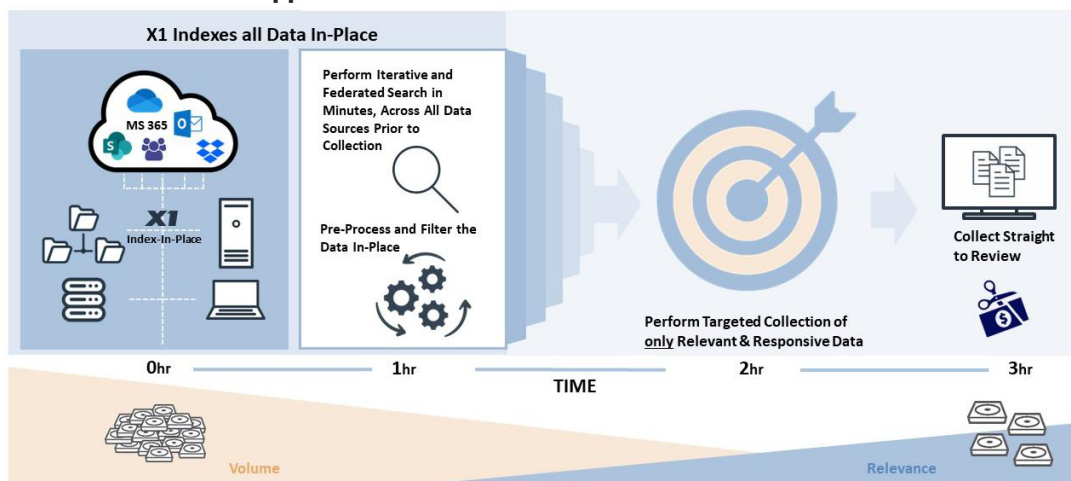 X1 Indexes all Data In-Place
MS 365
X1
Index-In-Place
Perform Iterative and
Federated Search in
Minutes, Across All Data
Sources Prior to
Collection
Pre-Process and Filter the
Data In-Place
Perform Targeted Collection of
only Relevant & Responsive Data
Collect Straight
to Review
0hr
1hr
2hr
3hr
TIME
Volume
Relevance